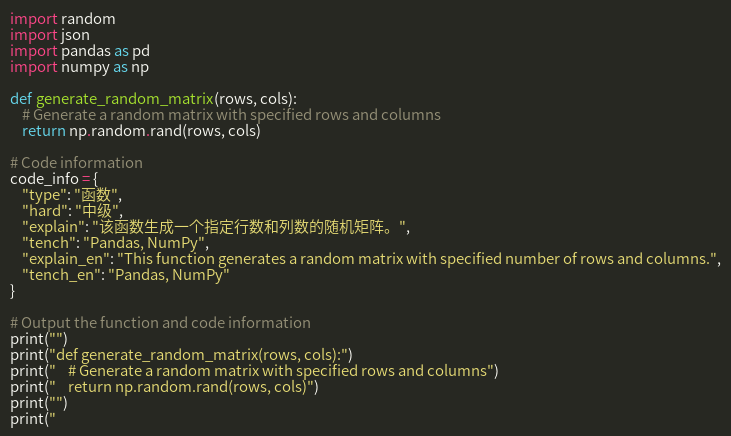 import random
import json
import pandas as pd
import numpy as np

def generate_random_matrix(rows, cols):
    # Generate a random matrix with specified rows and columns
    return np.random.rand(rows, cols)

# Code information
code_info = {
    "type": "函数",
    "hard": "中级",
    "explain": "该函数生成一个指定行数和列数的随机矩阵。",
    "tench": "Pandas, NumPy",
    "explain_en": "This function generates a random matrix with specified number of rows and columns.",
    "tench_en": "Pandas, NumPy"
}

# Output the function and code information
print("")
print("def generate_random_matrix(rows, cols):")
print("    # Generate a random matrix with specified rows and columns")
print("    return np.random.rand(rows, cols)")
print("")
print("